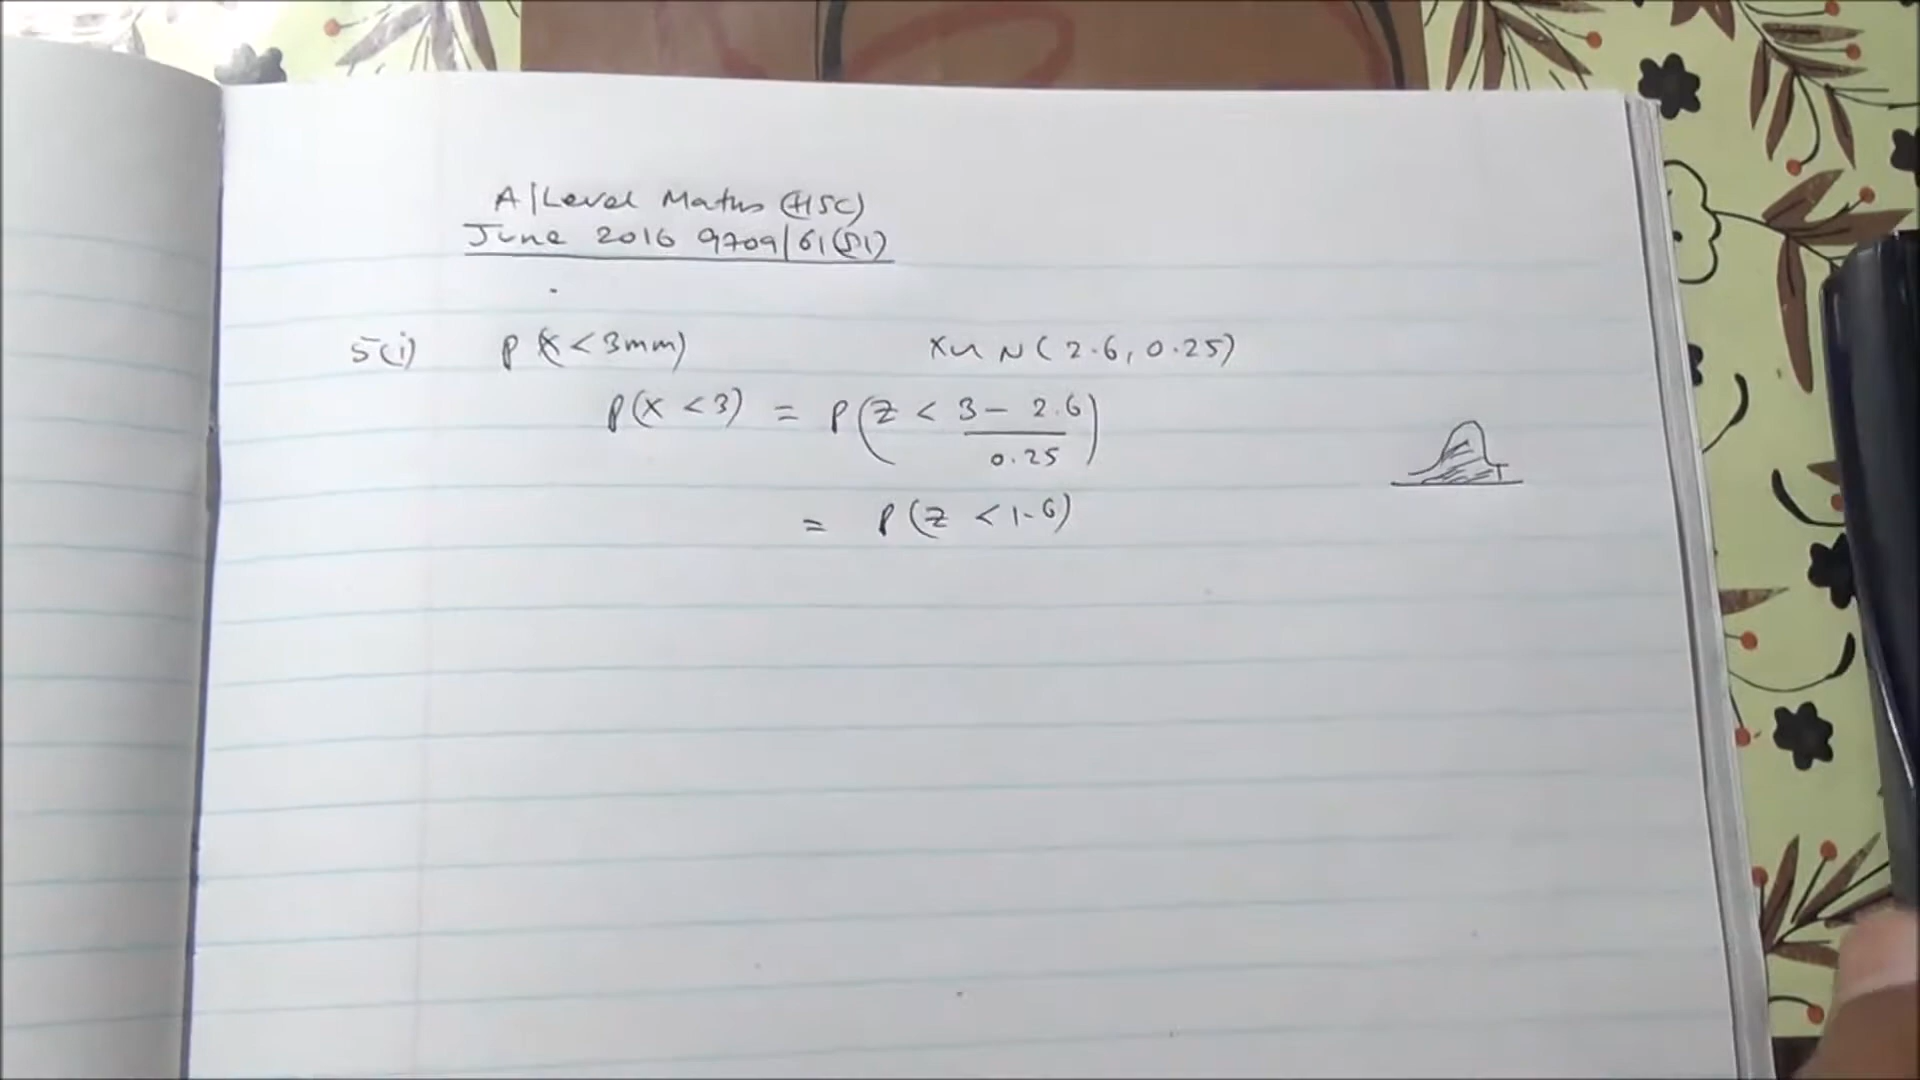 A/Level Maths (HSC)
June 2016 9709/61(S1)
5(i) P(X < 3mm) X ~ N(2.6, 0.25)
P(X < 3) = P(Z < 3 - 2.6
0.25)
= P(Z < 1.6)